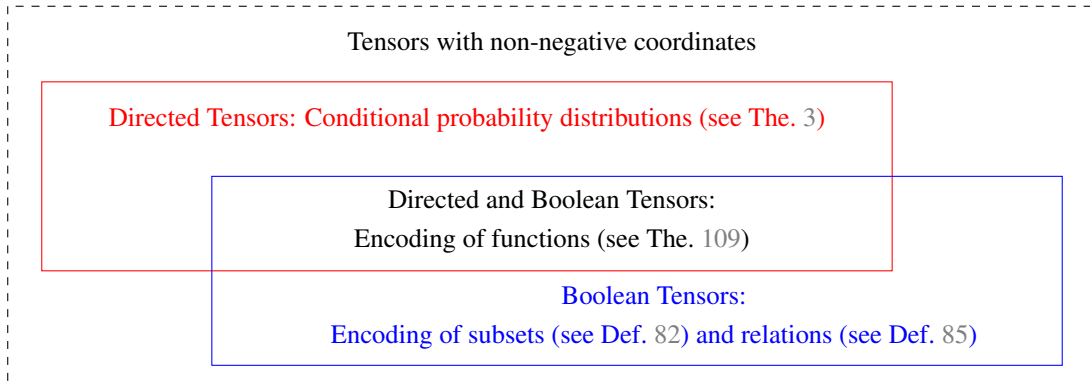 Tensors with non-negative coordinates
Directed Tensors: Conditional probability distributions (see The. 3)
Directed and Boolean Tensors:
Encoding of functions (see The. 109)
Boolean Tensors:
Encoding of subsets (see Def. 82) and relations (see Def. 85)